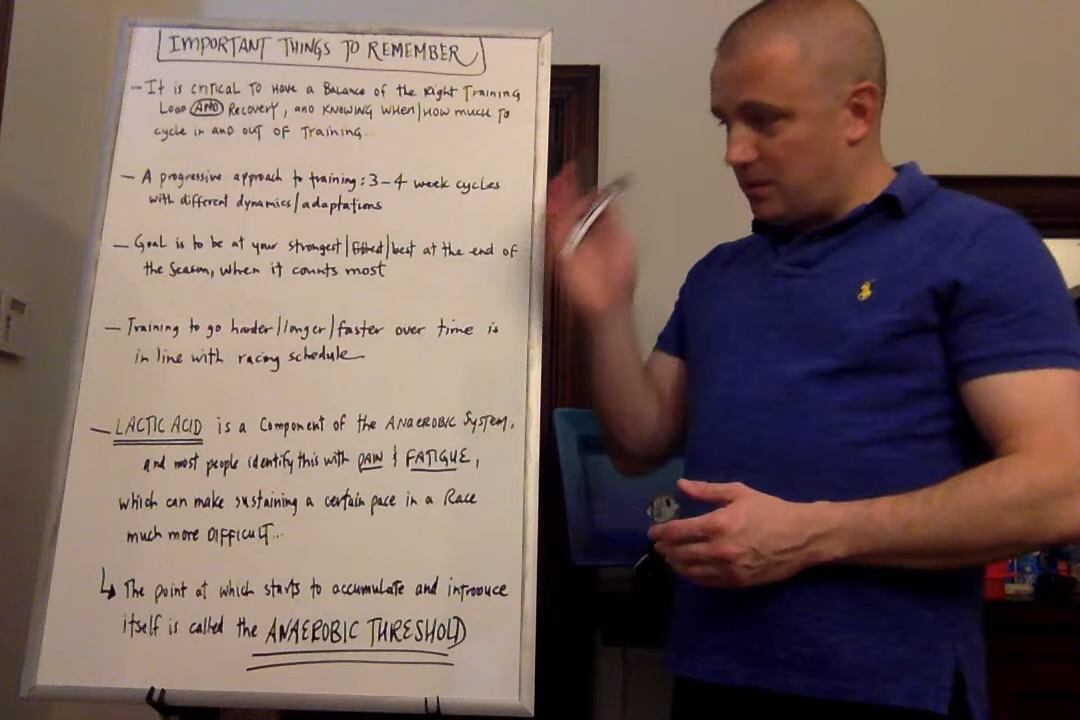 IMPORTANT THINGS TO REMEMBER
- It is critical to have a Balance of the Right Training
Load AND Recovery, and knowing when/how much to
cycle in and out of Training...
- A progressive approach to training: 3-4 week cycles
with different dynamics/adaptations
- Goal is to be at your strongest/fittest/best at the end of
the season, when it counts most
- Training to go harder/longer/faster over time is
in line with racing schedule
- LACTIC ACID is a component of the ANAEROBIC System,
and most people identify this with PAIN & FATIGUE,
which can make sustaining a certain pace in a Race
much more DIFFICULT...
↳ The point at which starts to accumulate and introduce
itself is called the ANAEROBIC THRESHOLD